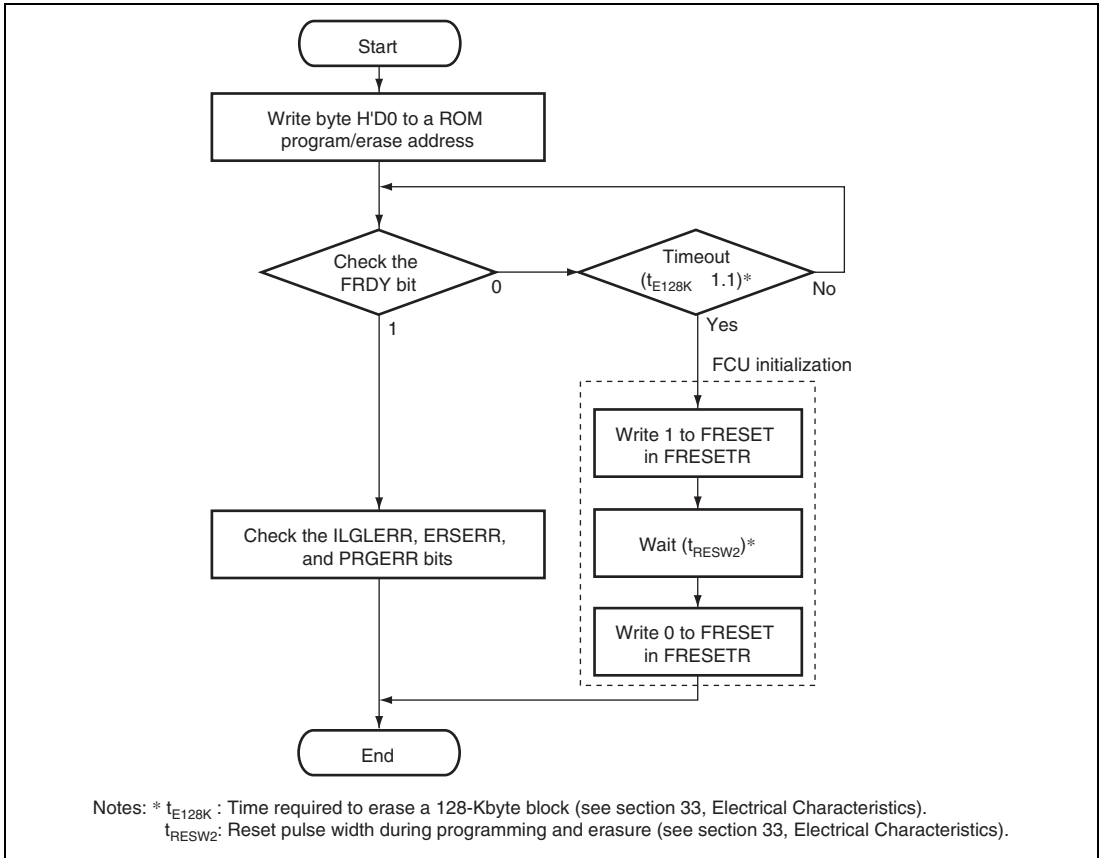 Start
Write byte H'D0 to a ROM
program/erase address
Check the
FRDY bit
0
1
Timeout
(tE128K 1.1)*
No
Yes
FCU initialization
Write 1 to FRESET
in FRESETR
Wait (tRESW2)*
Write 0 to FRESET
in FRESETR
Check the ILGLERR, ERSERR,
and PRGERR bits
End
Notes: * tE128K : Time required to erase a 128-Kbyte block (see section 33, Electrical Characteristics).
tRESW2: Reset pulse width during programming and erasure (see section 33, Electrical Characteristics).